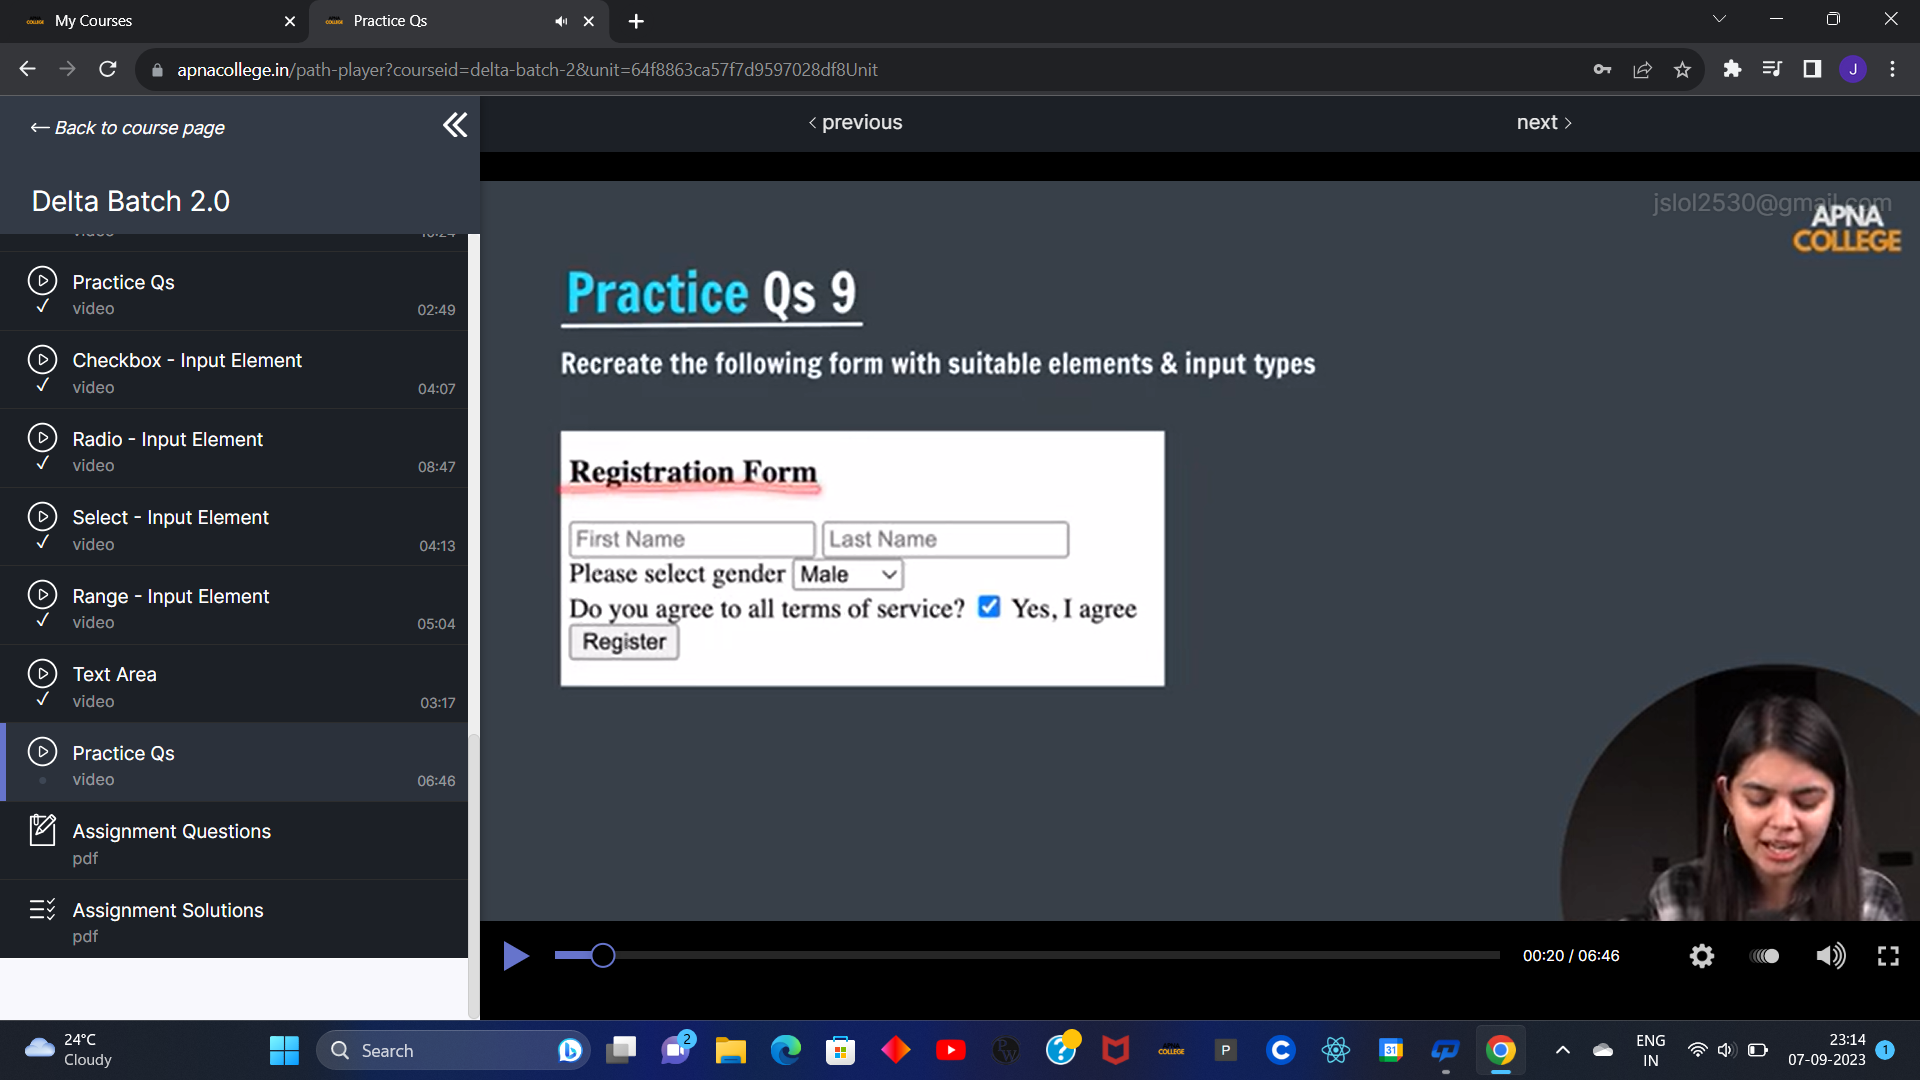 My Courses
Practice Qs
apnacollege.in/path-player?courseid=delta-batch-2&unit=64f8863ca57f7d9597028df8Unit
J
← Back to course page
< previous
next >
Delta Batch 2.0
Practice Qs
video
02:49
Checkbox - Input Element
video
04:07
Radio - Input Element
video
08:47
Select - Input Element
video
04:13
Range - Input Element
video
05:04
Text Area
video
03:17
Practice Qs
video
06:46
Assignment Questions
pdf
Assignment Solutions
pdf
jslol2530@gmail.com
APNA
COLLEGE
Practice Qs 9
Recreate the following form with suitable elements & input types
Registration Form
First Name Last Name
Please select gender Male
Do you agree to all terms of service? Yes, I agree
Register
00:20 / 06:46
24°C
Cloudy
Search
2
31
P
ENG
IN
23:14
07-09-2023
1